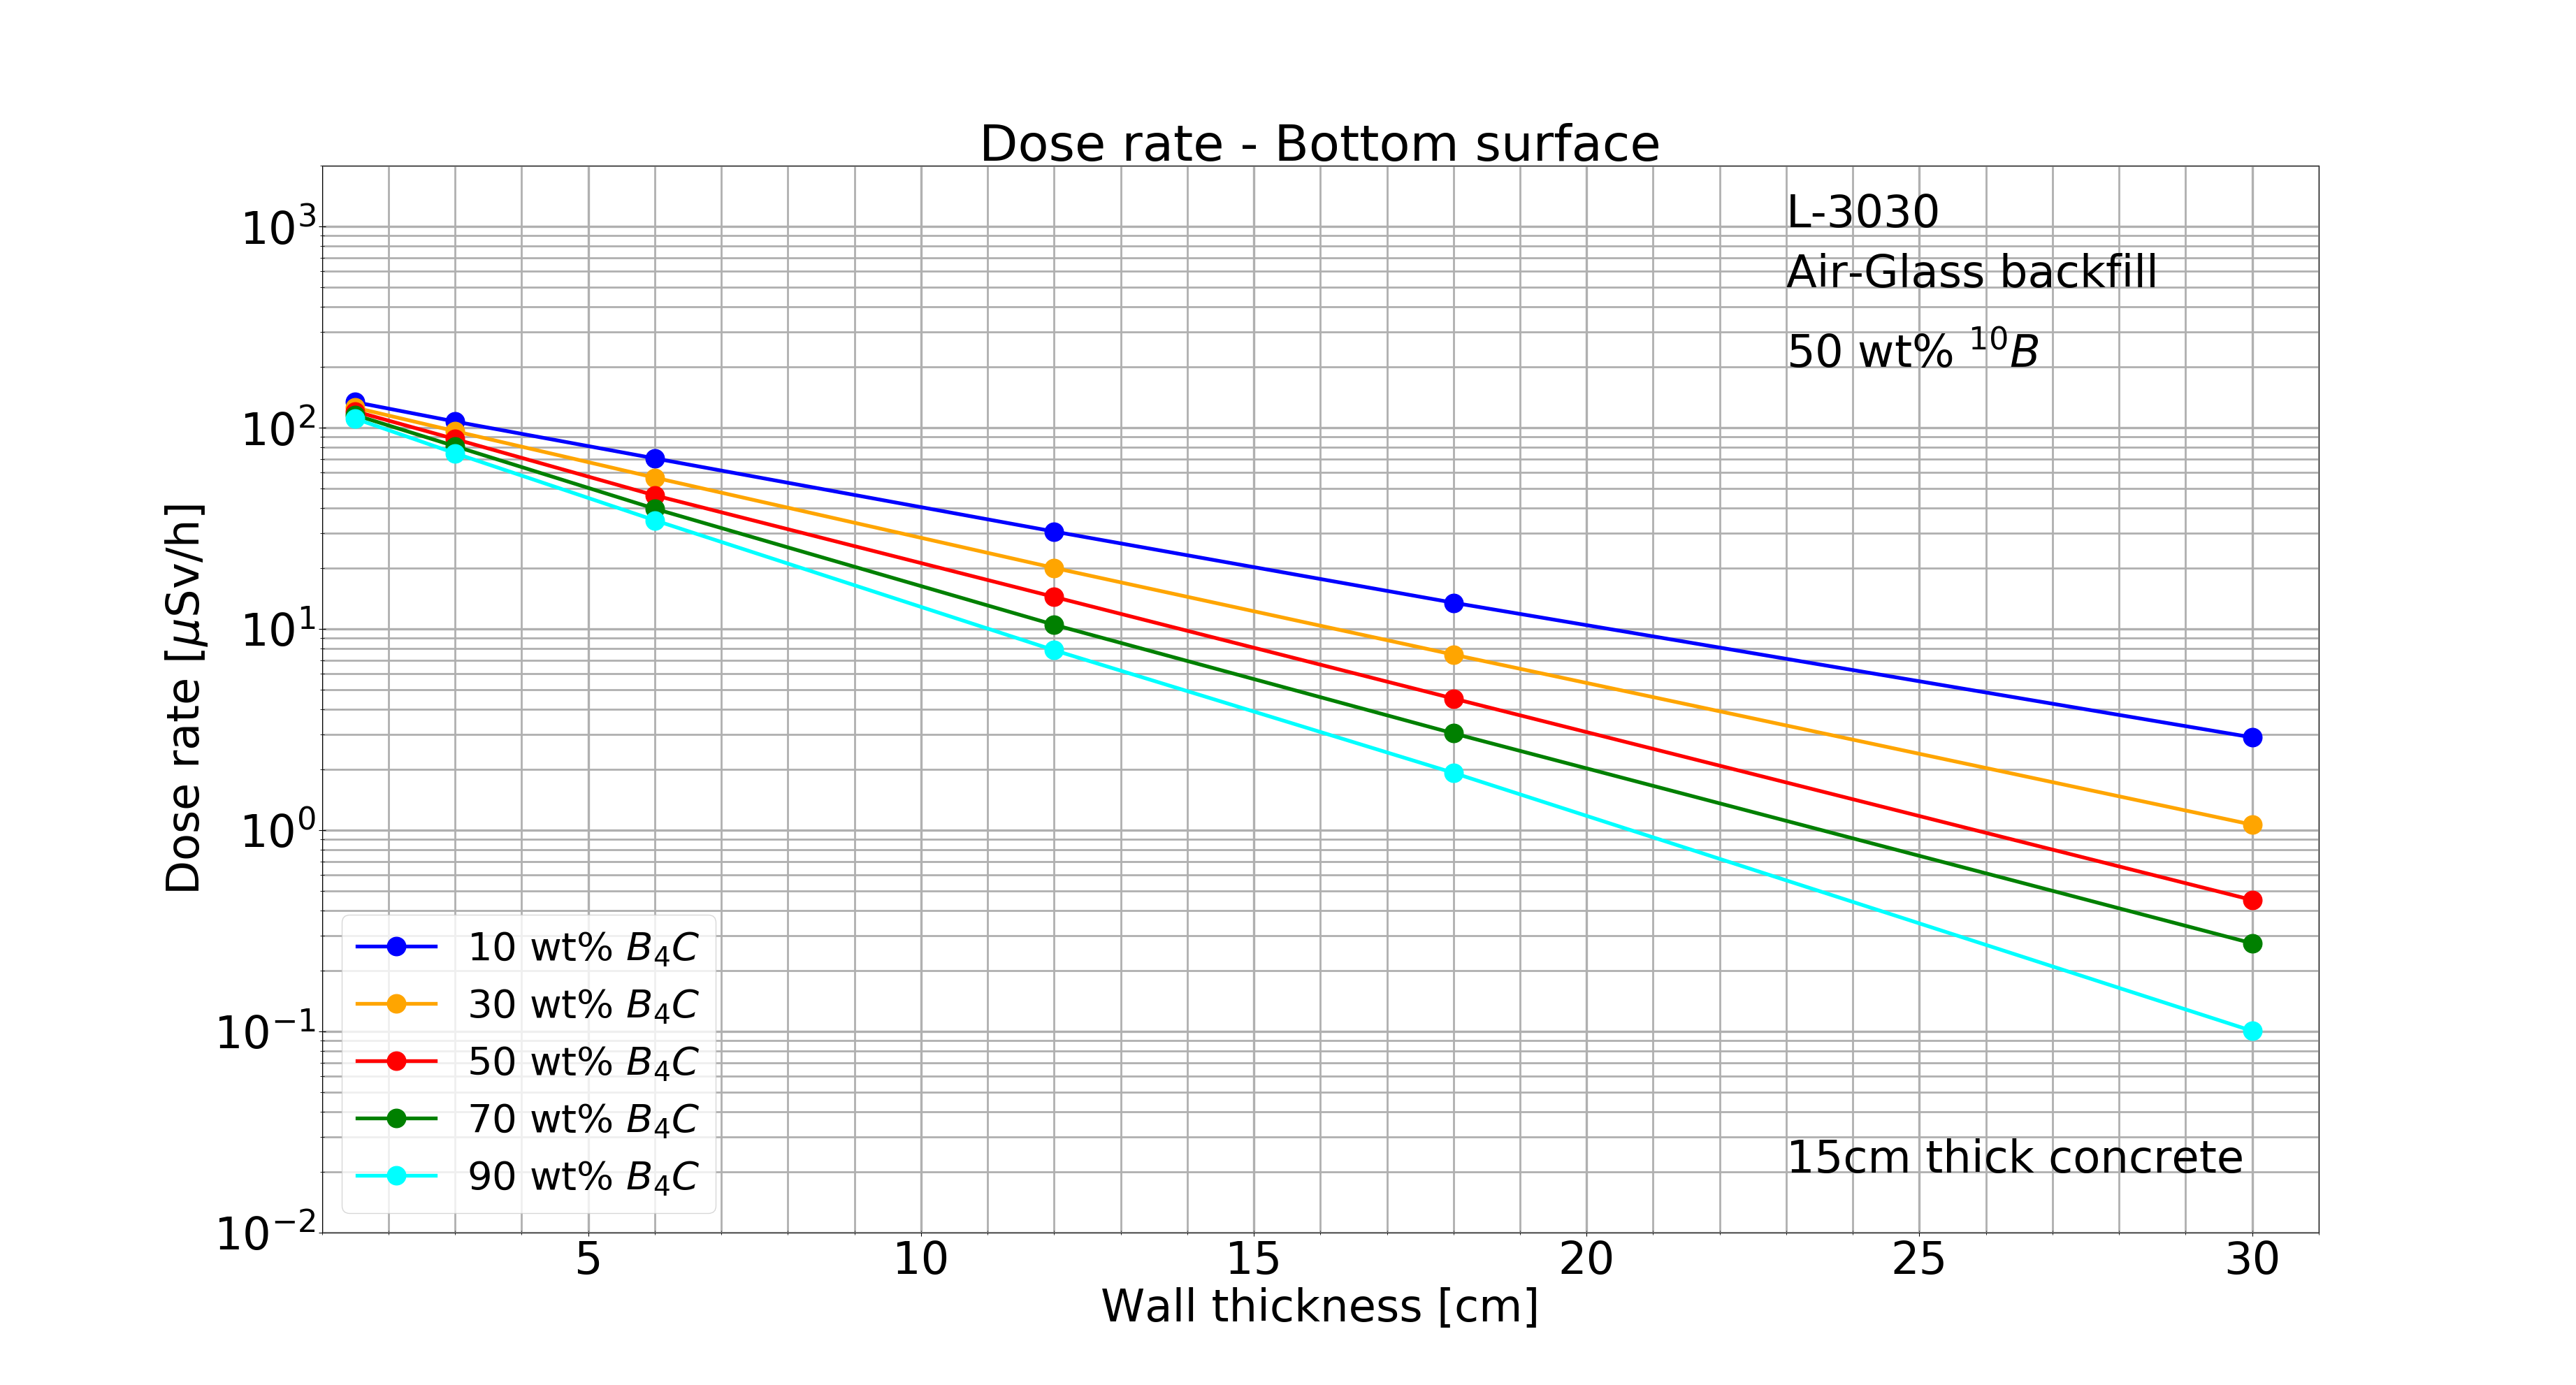 Dose rate - Bottom surface
L-3030
Air-Glass backfill
50 wt% ¹⁰B
10³
10²
10¹
10⁰
10⁻¹
10⁻²
Dose rate [μSv/h]
10 wt% B₄C
30 wt% B₄C
50 wt% B₄C
70 wt% B₄C
90 wt% B₄C
15cm thick concrete
5 10 15 20 25 30
Wall thickness [cm]